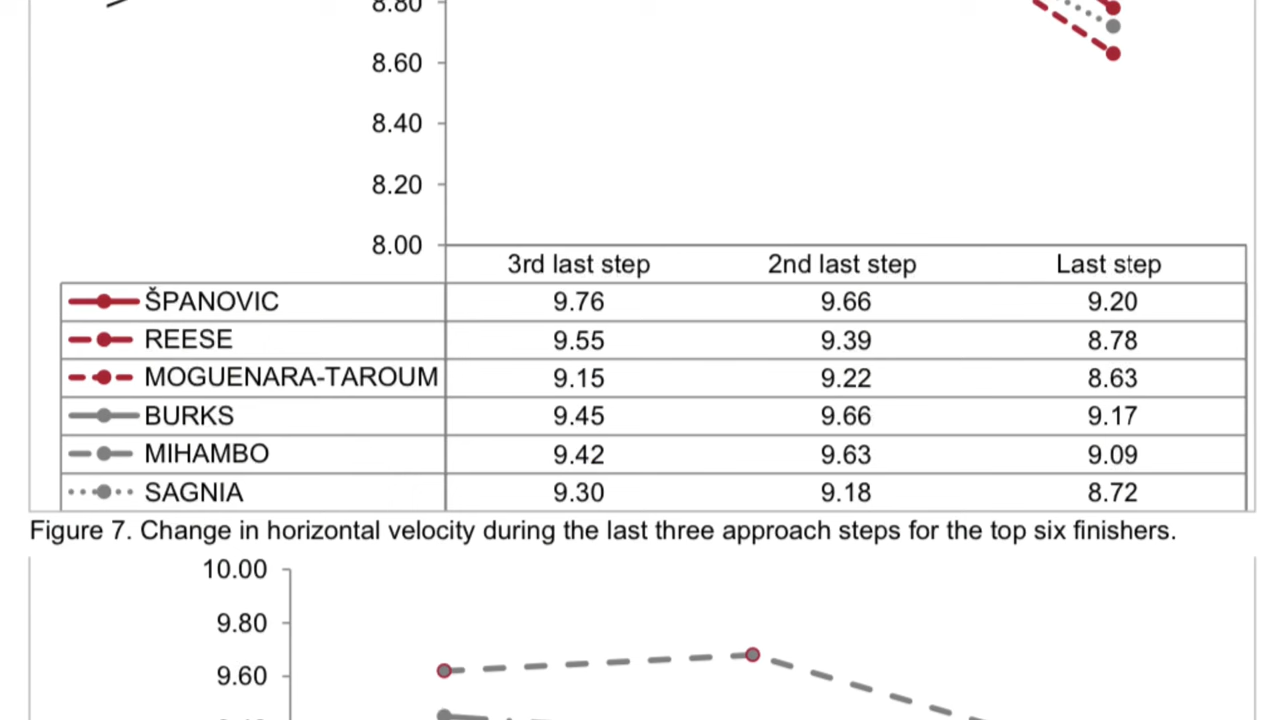 8.80
8.60
8.40
8.20
8.00
3rd last step 2nd last step Last step
ŠPANOVIC 9.76 9.66 9.20
REESE 9.55 9.39 8.78
MOGUENARA-TAROUM 9.15 9.22 8.63
BURKS 9.45 9.66 9.17
MIHAMBO 9.42 9.63 9.09
SAGNIA 9.30 9.18 8.72
Figure 7. Change in horizontal velocity during the last three approach steps for the top six finishers.
10.00
9.80
9.60